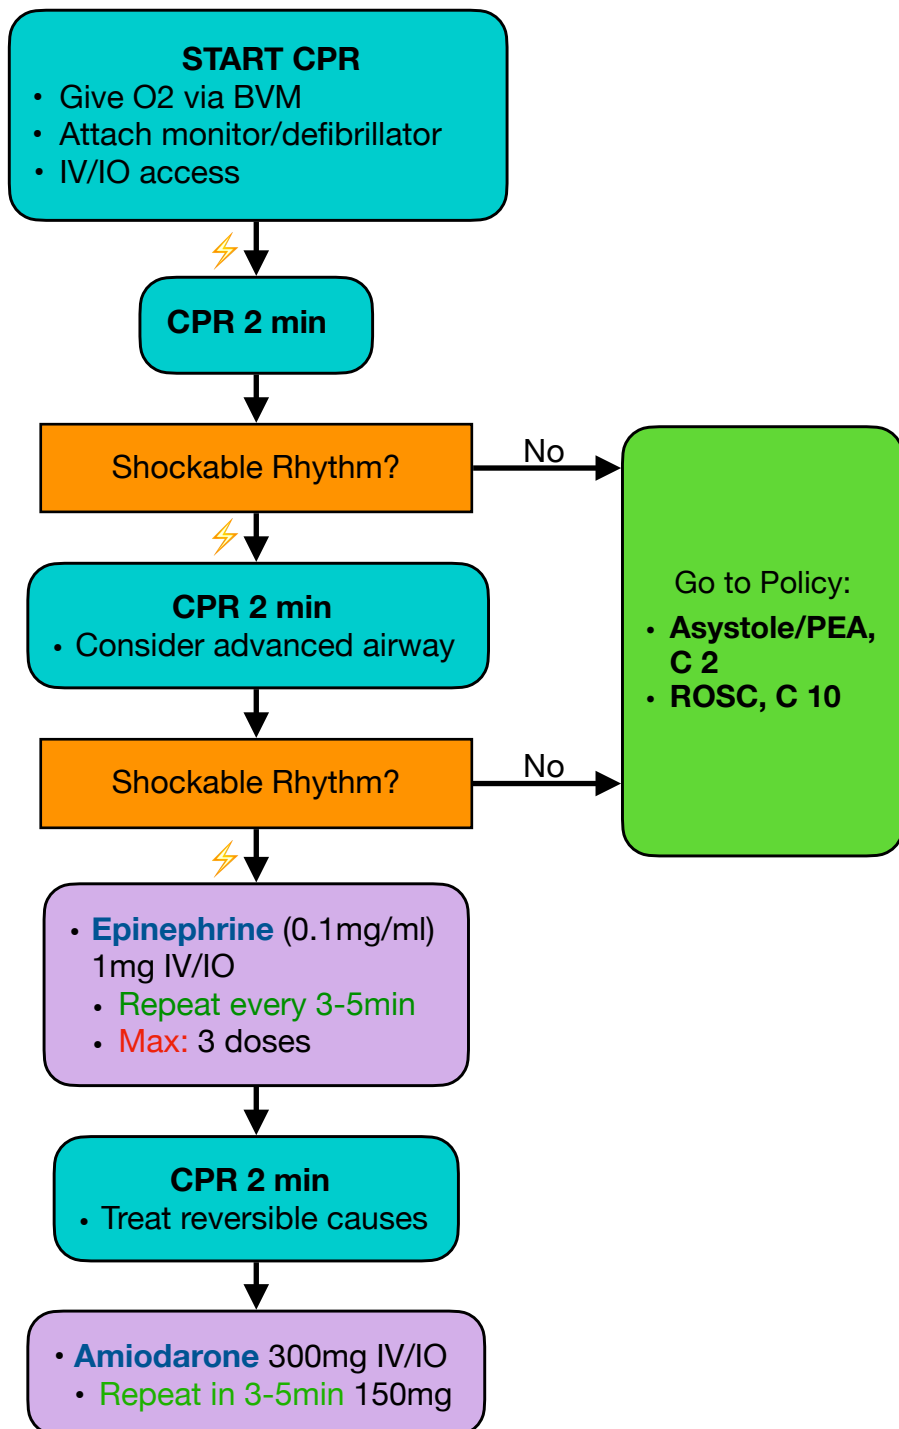 START CPR
• Give O2 via BVM
• Attach monitor/defibrillator
• IV/IO access
CPR 2 min
Shockable Rhythm?
No
CPR 2 min
• Consider advanced airway
Shockable Rhythm?
No
Go to Policy:
• Asystole/PEA,
C 2
• ROSC, C 10
• Epinephrine (0.1mg/ml)
1mg IV/IO
• Repeat every 3-5min
• Max: 3 doses
CPR 2 min
• Treat reversible causes
• Amiodarone 300mg IV/IO
• Repeat in 3-5min 150mg